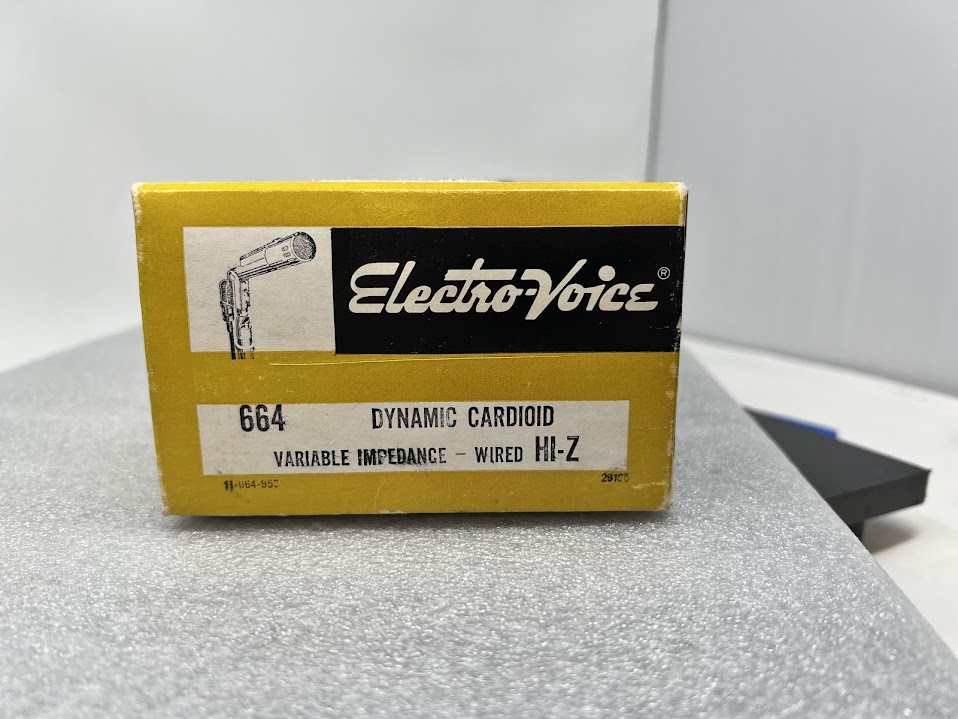 Electro-Voice®
664 DYNAMIC CARDIOID
VARIABLE IMPEDANCE – WIRED HI-Z